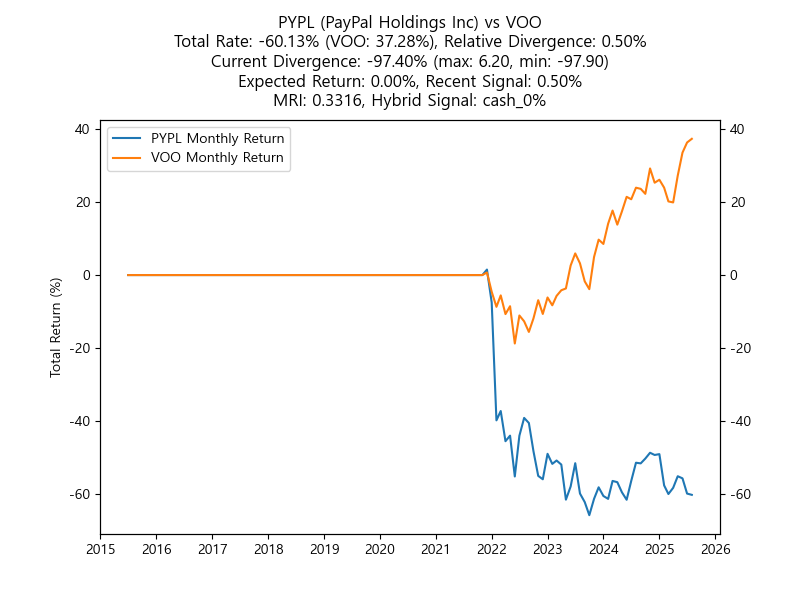 PYPL (PayPal Holdings Inc) vs VOO
Total Rate: -60.13% (VOO: 37.28%), Relative Divergence: 0.50%
Current Divergence: -97.40% (max: 6.20, min: -97.90)
Expected Return: 0.00%, Recent Signal: 0.50%
MRI: 0.3316, Hybrid Signal: cash_0%
PYPL Monthly Return
VOO Monthly Return
Total Return (%)
40
20
0
-20
-40
-60
40
20
0
-20
-40
-60
2015 2016 2017 2018 2019 2020 2021 2022 2023 2024 2025 2026